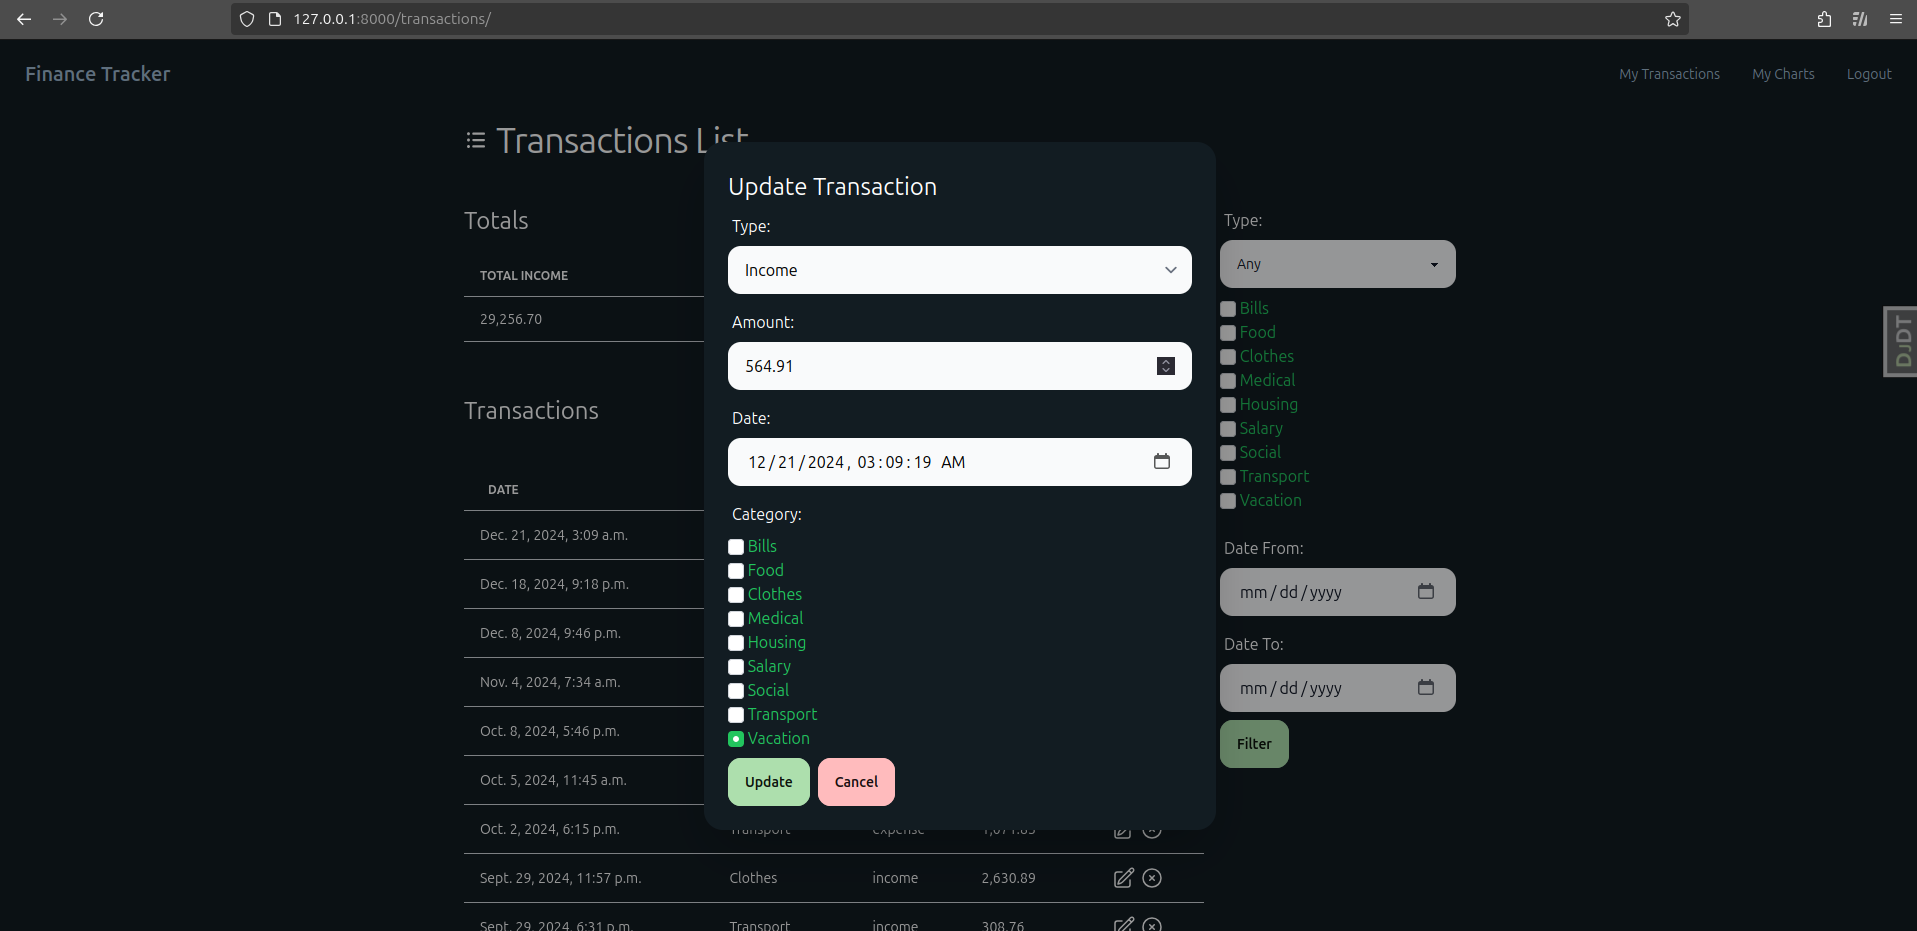 127.0.0.1:8000/transactions/
Finance Tracker
My Transactions
My Charts
Logout
Transactions List
Update Transaction
Type:
Income
Amount:
564.91
Date:
12/21/2024, 03:09:19 AM
Category:
Bills
Food
Clothes
Medical
Housing
Salary
Social
Transport
Vacation
Update
Cancel
Totals
TOTAL INCOME
29,256.70
Transactions
DATE
Dec. 21, 2024, 3:09 a.m.
Dec. 18, 2024, 9:18 p.m.
Dec. 8, 2024, 9:46 p.m.
Nov. 4, 2024, 7:34 a.m.
Oct. 8, 2024, 5:46 p.m.
Oct. 5, 2024, 11:45 a.m.
Oct. 2, 2024, 6:15 p.m. Transport expense 1,071.85
Sept. 29, 2024, 11:57 p.m. Clothes income 2,630.89
Sept. 29, 2024, 6:31 p.m. Transport income 308.76
Type:
Any
Bills
Food
Clothes
Medical
Housing
Salary
Social
Transport
Vacation
Date From:
mm/dd/yyyy
Date To:
mm/dd/yyyy
Filter
DJDT